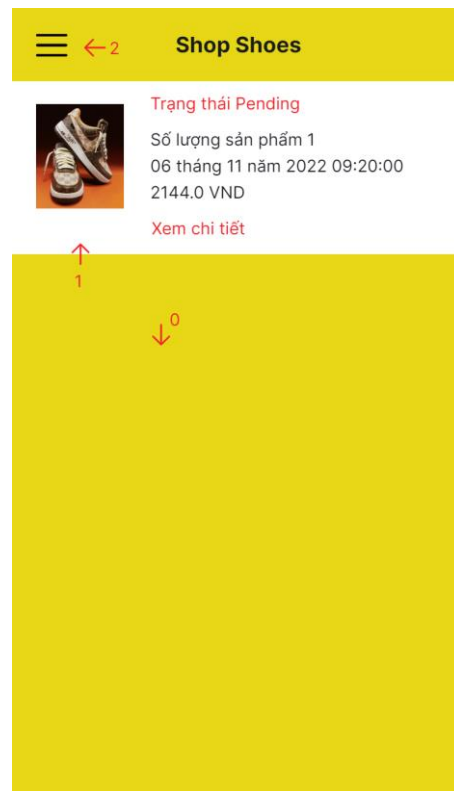 2
Shop Shoes
Trạng thái Pending
Số lượng sản phẩm 1
06 tháng 11 năm 2022 09:20:00
2144.0 VND
Xem chi tiết
1
0